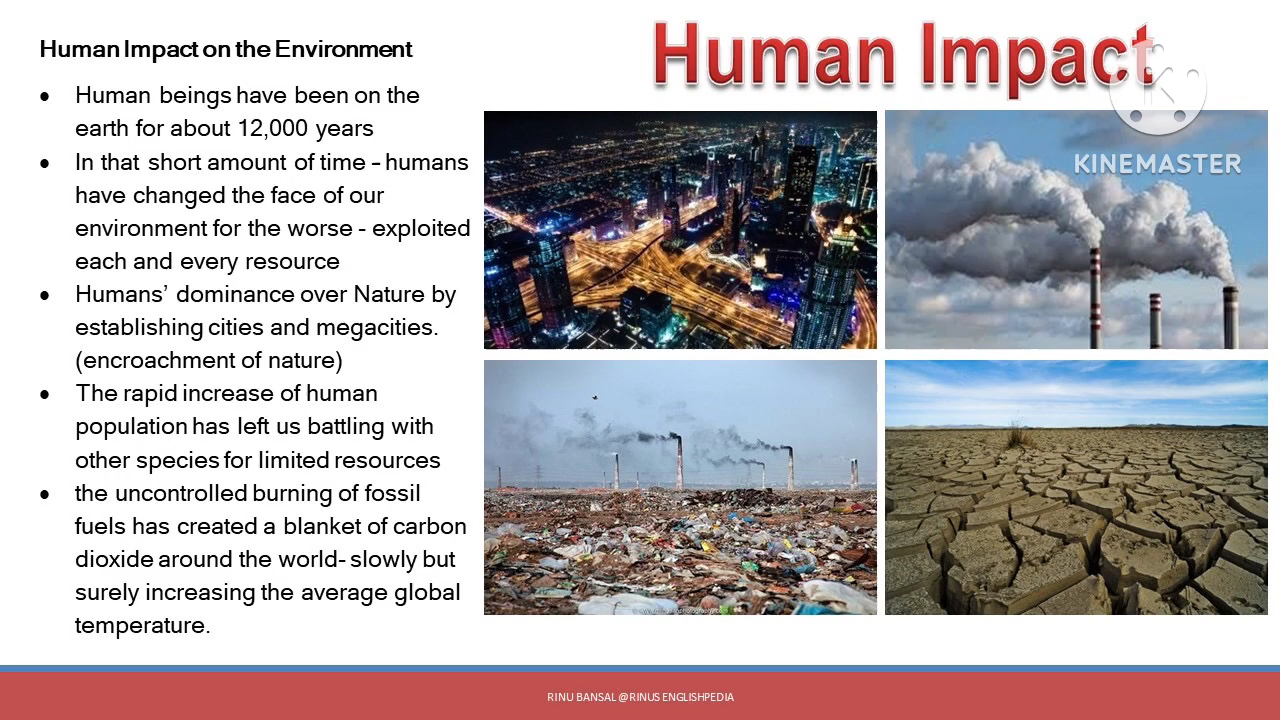 Human Impact on the Environment
• Human beings have been on the
earth for about 12,000 years
• In that short amount of time – humans
have changed the face of our
environment for the worse - exploited
each and every resource
• Humans’ dominance over Nature by
establishing cities and megacities.
(encroachment of nature)
• The rapid increase of human
population has left us battling with
other species for limited resources
• the uncontrolled burning of fossil
fuels has created a blanket of carbon
dioxide around the world- slowly but
surely increasing the average global
temperature.
Human Impact
K
KINEMASTER
RINU BANSAL @RINUS ENGLISHPEDIA